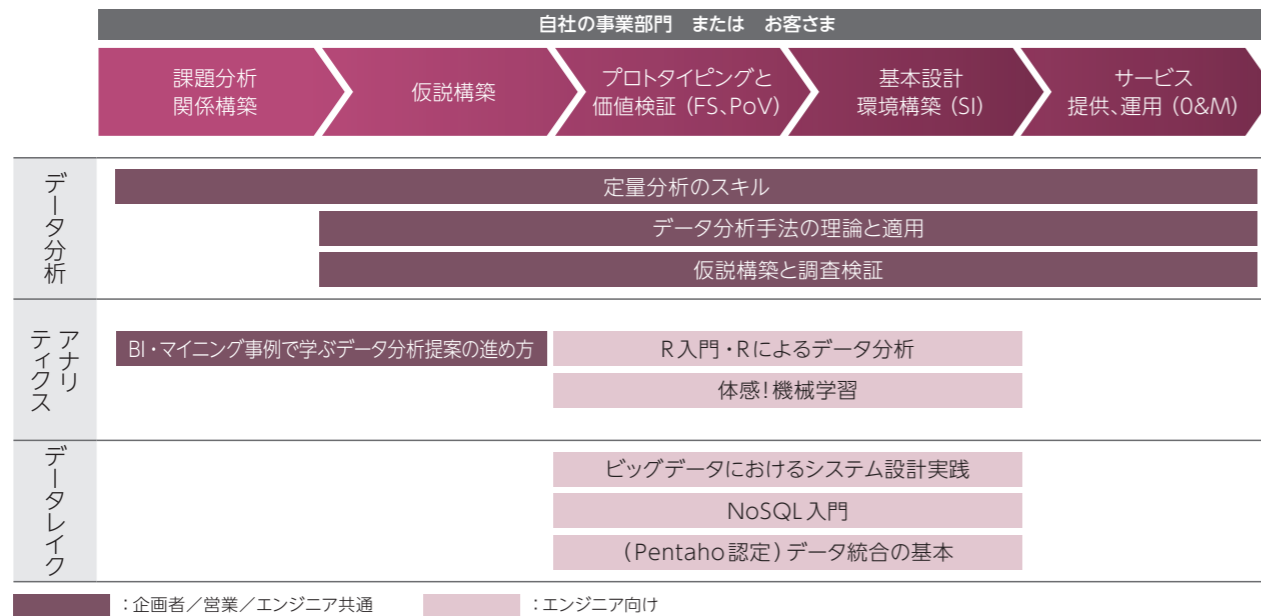 自社の事業部門　または　お客さま
課題分析
関係構築
仮説構築
プロトタイピングと
価値検証（FS、PoV）
基本設計
環境構築（SI）
サービス
提供、運用（O&M）
データ分析
定量分析のスキル
データ分析手法の理論と適用
仮説構築と調査検証
アナリ
ティクス
BI・マイニング事例で学ぶデータ分析提案の進め方
R入門・Rによるデータ分析
体感！機械学習
データレイク
ビッグデータにおけるシステム設計実践
NoSQL入門
（Pentaho認定）データ統合の基本
：企画者／営業／エンジニア共通
：エンジニア向け